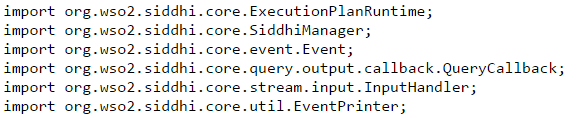 import org.wso2.siddhi.core.ExecutionPlanRuntime;
import org.wso2.siddhi.core.SiddhiManager;
import org.wso2.siddhi.core.event.Event;
import org.wso2.siddhi.core.query.output.callback.QueryCallback;
import org.wso2.siddhi.core.stream.input.InputHandler;
import org.wso2.siddhi.core.util.EventPrinter;